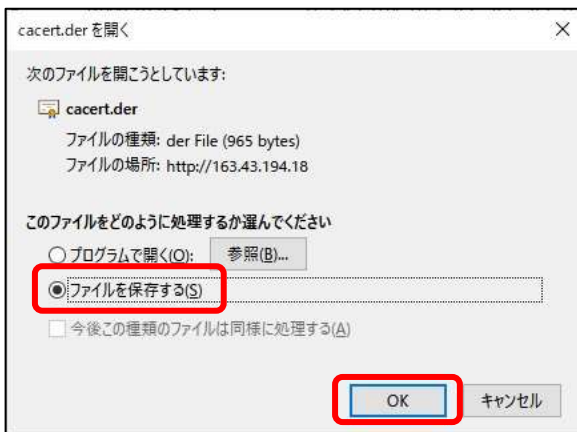 cacert.der を開く
次のファイルを開こうとしています:
cacert.der
ファイルの種類: der File (965 bytes)
ファイルの場所: http://163.43.194.18
このファイルをどのように処理するか選んでください
プログラムで開く(O): 参照(B)...
ファイルを保存する(S)
今後この種類のファイルは同様に処理する(A)
OK キャンセル